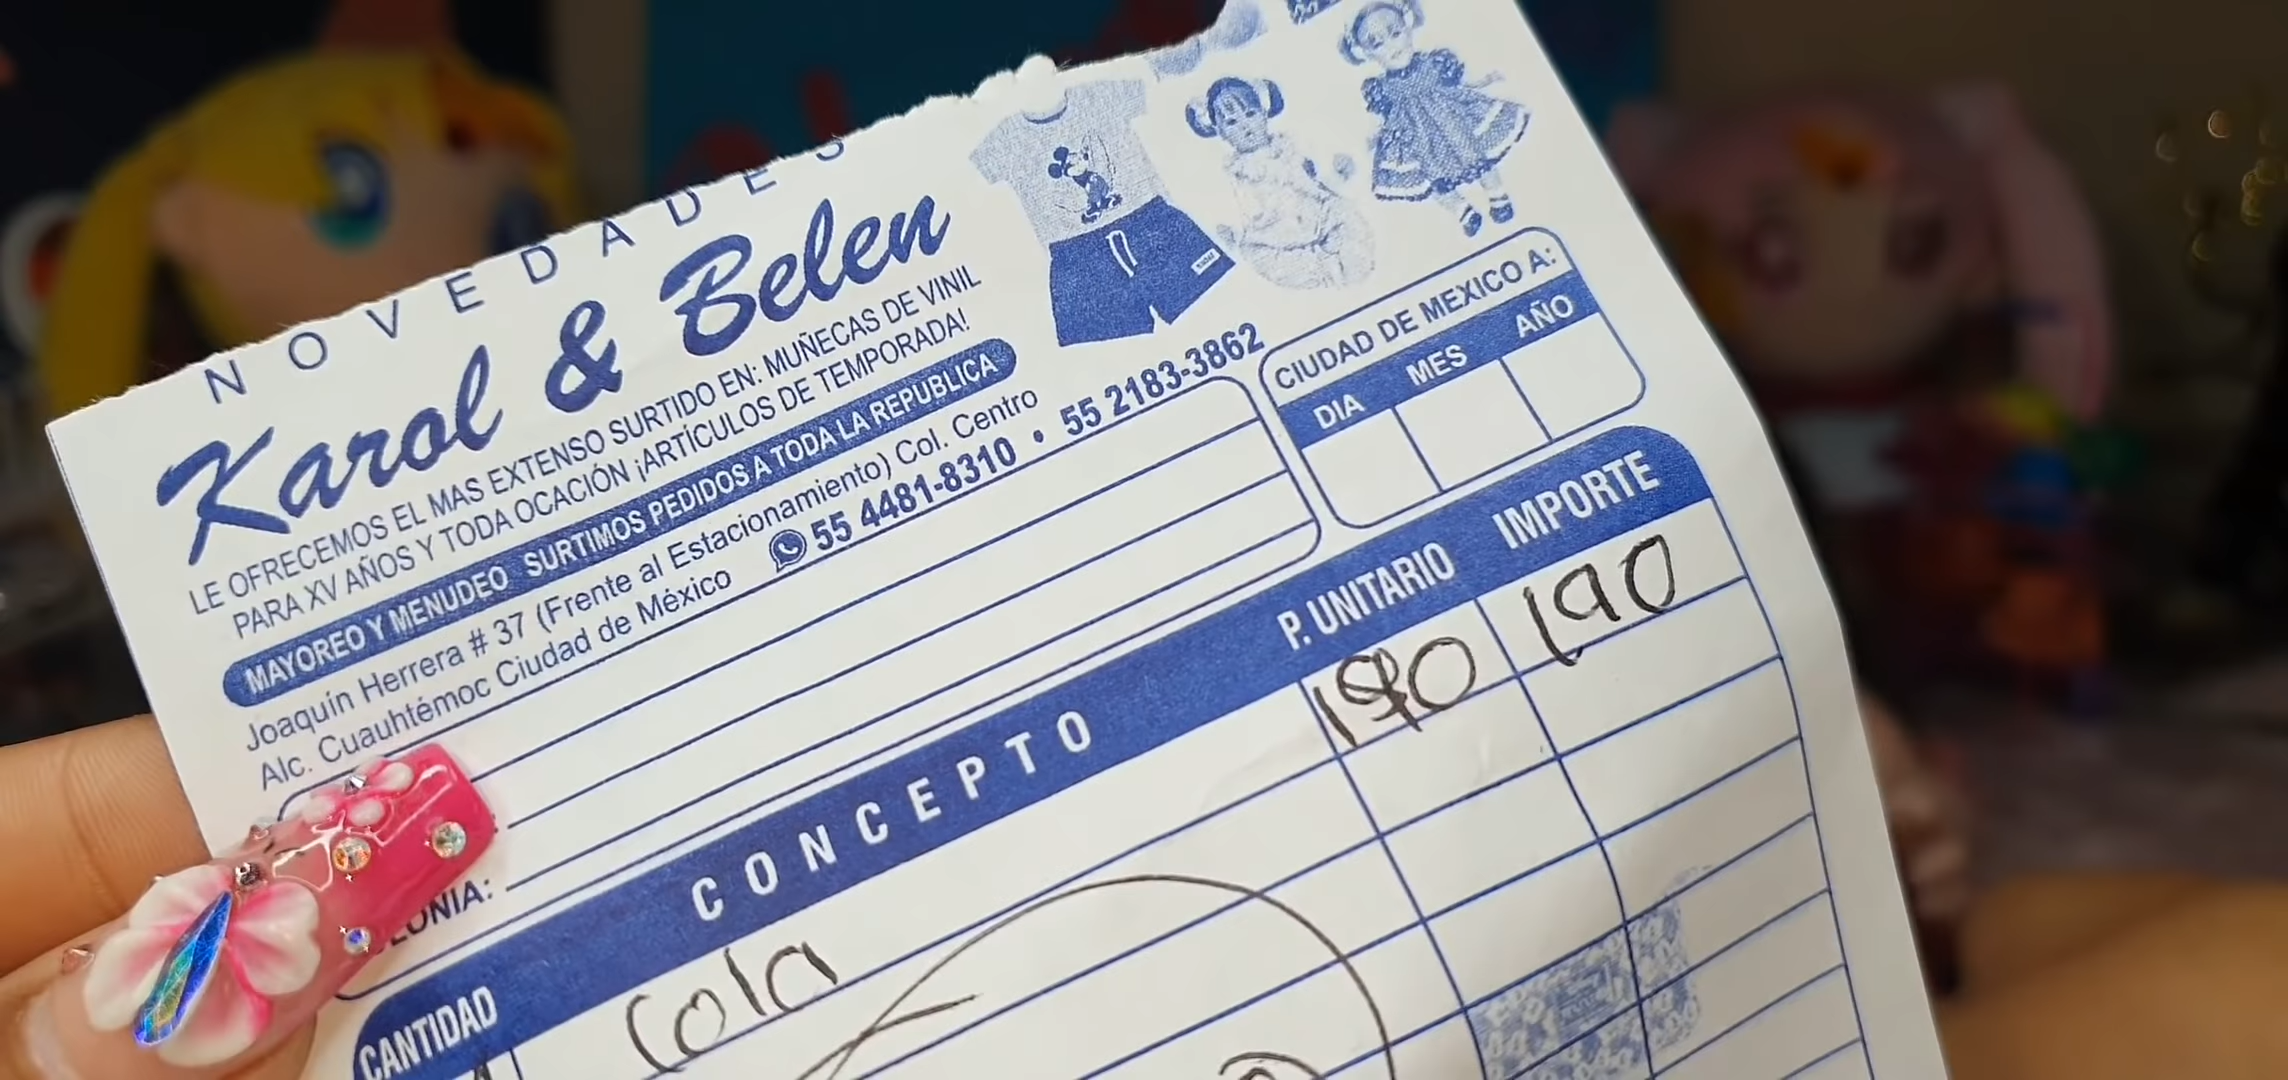 NOVEDADES
Karol & Belen
LE OFRECEMOS EL MAS EXTENSO SURTIDO EN: MUÑECAS DE VINIL
PARA XV AÑOS Y TODA OCACIÓN ¡ARTÍCULOS DE TEMPORADA!
MAYOREO Y MENUDEO SURTIMOS PEDIDOS A TODA LA REPUBLICA
Joaquín Herrera # 37 (Frente al Estacionamiento) Col. Centro
Alc. Cuauhtémoc Ciudad de México 55 4481-8310 • 55 2183-3862
CIUDAD DE MEXICO A:
DIA MES AÑO
LONIA:
CANTIDAD CONCEPTO P. UNITARIO IMPORTE
1 Cola 190 190